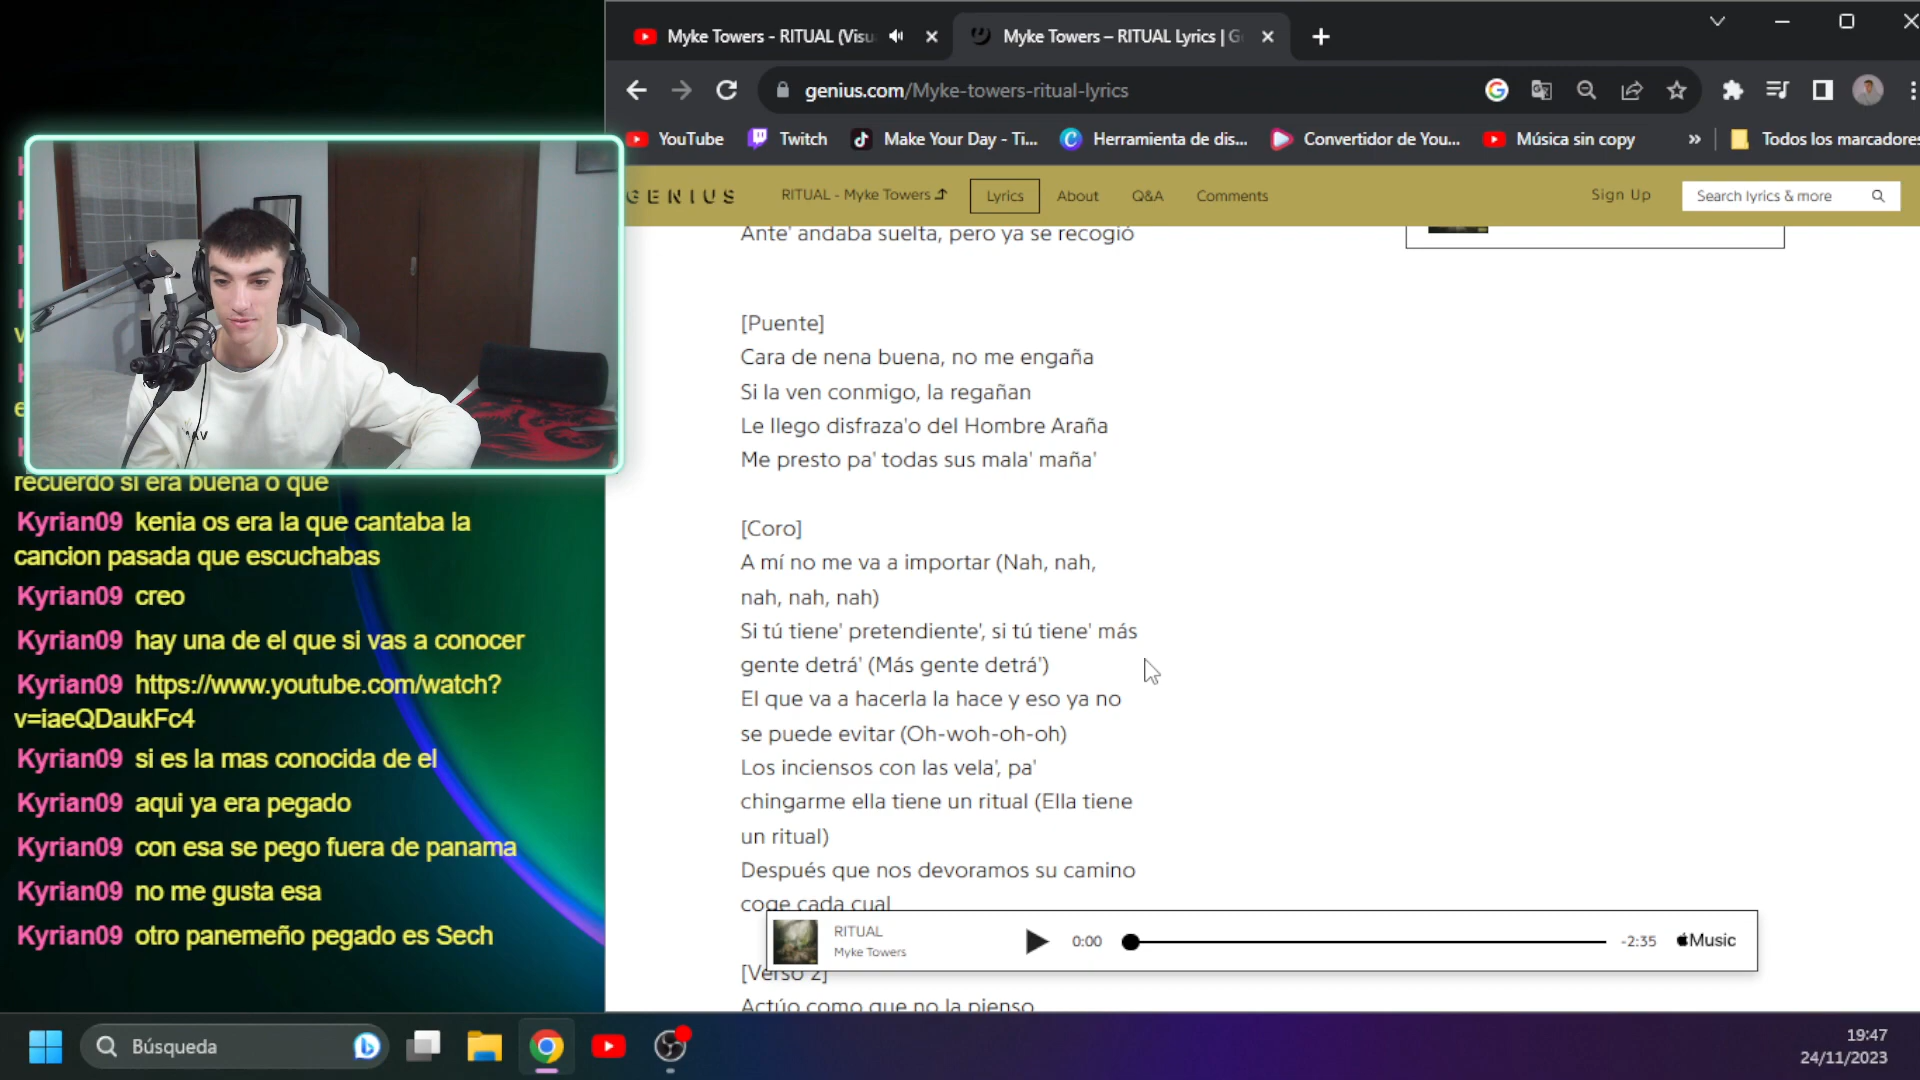 Myke Towers - RITUAL (Visu
Myke Towers – RITUAL Lyrics | G
genius.com/Myke-towers-ritual-lyrics
YouTube
Twitch
Make Your Day - Ti...
Herramienta de dis...
Convertidor de You...
Música sin copy
»
Todos los marcadores
GENIUS
RITUAL - Myke Towers
Lyrics
About
Q&A
Comments
Sign Up
Search lyrics & more
Ante' andaba suelta, pero ya se recogió
[Puente]
Cara de nena buena, no me engaña
Si la ven conmigo, la regañan
Le llego disfraza'o del Hombre Araña
Me presto pa' todas sus mala' maña'
[Coro]
A mí no me va a importar (Nah, nah,
nah, nah, nah)
Si tú tiene' pretendiente', si tú tiene' más
gente detrá' (Más gente detrá')
El que va a hacerla la hace y eso ya no
se puede evitar (Oh-woh-oh-oh)
Los inciensos con las vela', pa'
chingarme ella tiene un ritual (Ella tiene
un ritual)
Después que nos devoramos su camino
coge cada cual
[Verso 2]
Actúo como que no la pienso
RITUAL
Myke Towers
0:00
-2:35
Music
recuerdo si era buena o que
Kyrian09 kenia os era la que cantaba la
cancion pasada que escuchabas
Kyrian09 creo
Kyrian09 hay una de el que si vas a conocer
Kyrian09 https://www.youtube.com/watch?
v=iaeQDaukFc4
Kyrian09 si es la mas conocida de el
Kyrian09 aqui ya era pegado
Kyrian09 con esa se pego fuera de panama
Kyrian09 no me gusta esa
Kyrian09 otro panemeño pegado es Sech
Búsqueda
19:47
24/11/2023